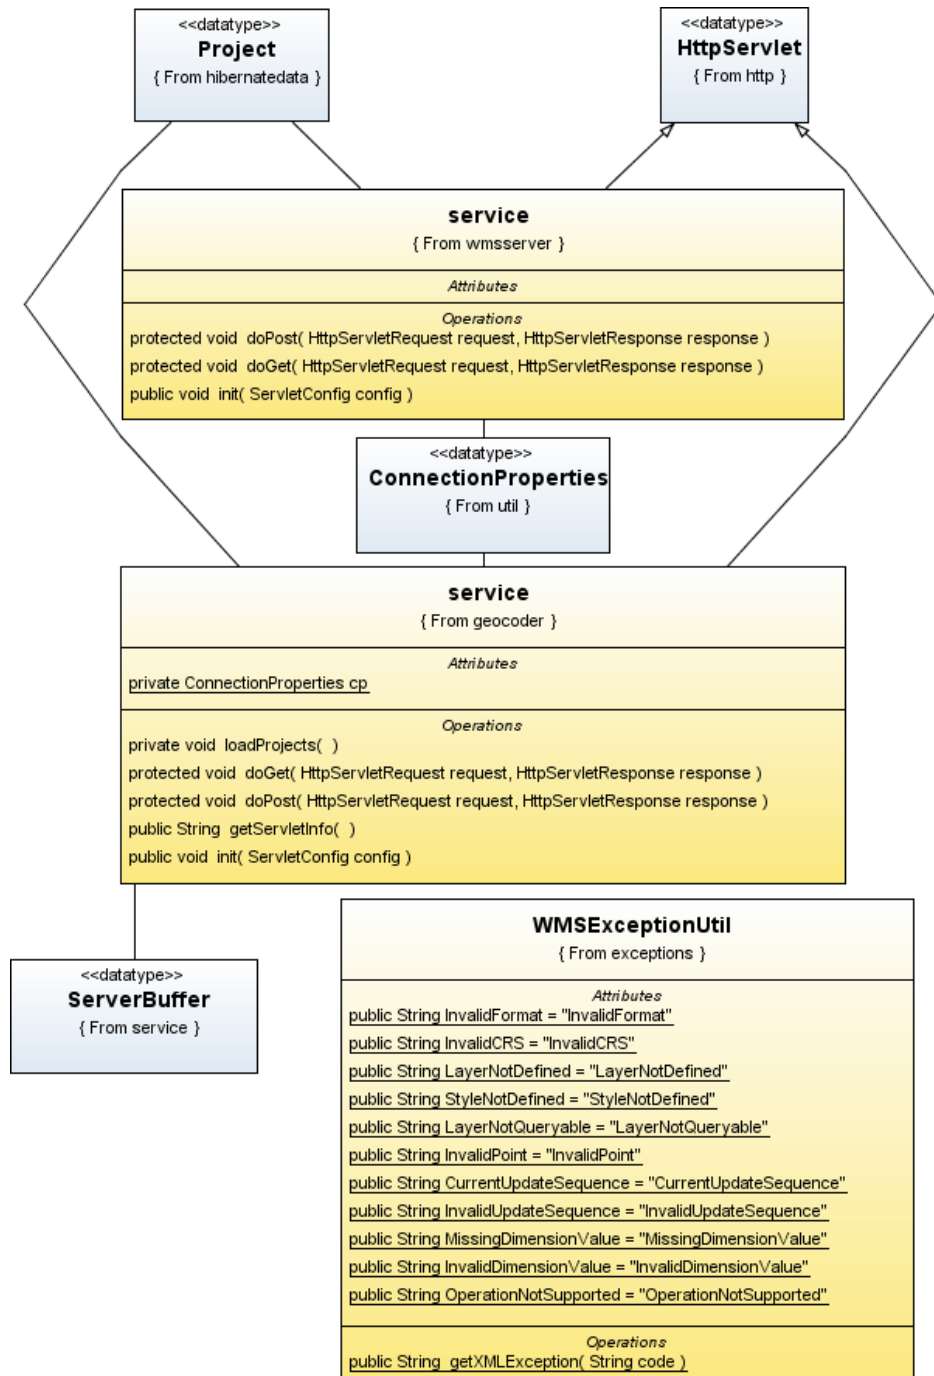 <<datatype>>
Project
{ From hibernatedata }
<<datatype>>
HttpServlet
{ From http }
service
{ From wmsserver }
Attributes
Operations
protected void doPost( HttpServletRequest request, HttpServletResponse response )
protected void doGet( HttpServletRequest request, HttpServletResponse response )
public void init( ServletConfig config )
<<datatype>>
ConnectionProperties
{ From util }
service
{ From geocoder }
Attributes
private ConnectionProperties cp
Operations
private void loadProjects( )
protected void doGet( HttpServletRequest request, HttpServletResponse response )
protected void doPost( HttpServletRequest request, HttpServletResponse response )
public String getServletInfo( )
public void init( ServletConfig config )
<<datatype>>
ServerBuffer
{ From service }
WMSExceptionUtil
{ From exceptions }
Attributes
public String InvalidFormat = "InvalidFormat"
public String InvalidCRS = "InvalidCRS"
public String LayerNotDefined = "LayerNotDefined"
public String StyleNotDefined = "StyleNotDefined"
public String LayerNotQueryable = "LayerNotQueryable"
public String InvalidPoint = "InvalidPoint"
public String CurrentUpdateSequence = "CurrentUpdateSequence"
public String InvalidUpdateSequence = "InvalidUpdateSequence"
public String MissingDimensionValue = "MissingDimensionValue"
public String InvalidDimensionValue = "InvalidDimensionValue"
public String OperationNotSupported = "OperationNotSupported"
Operations
public String getXMLException( String code )